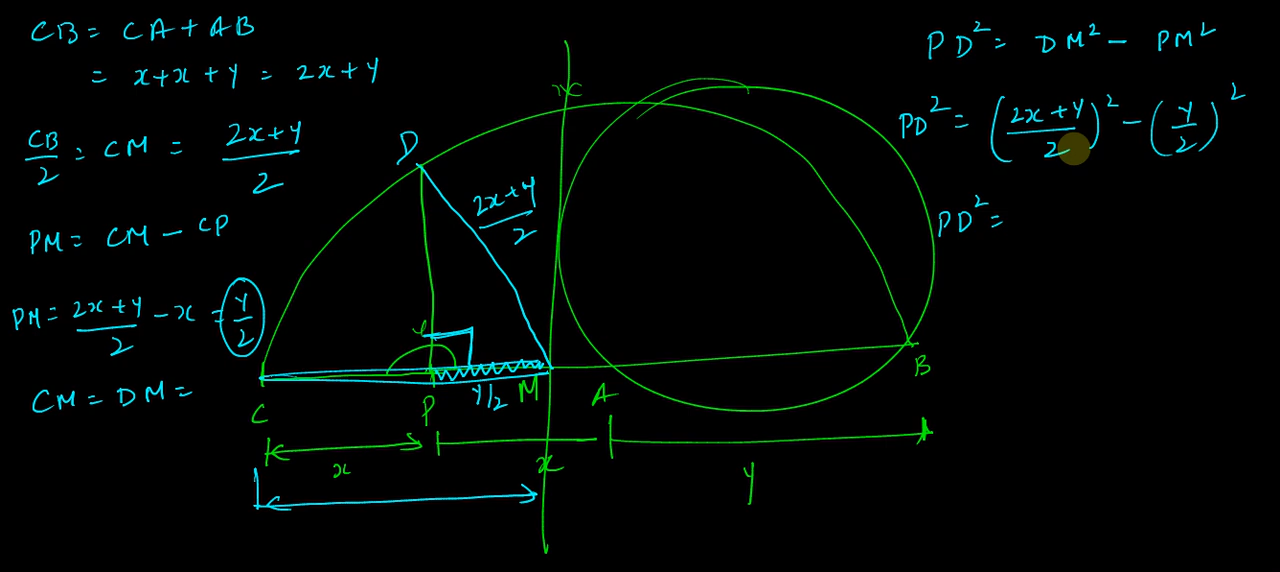 CB = CA + AB
= x+x + y = 2x+y
CB/2 = CM = (2x+y)/2
PM = CM - CP
PM = (2x+y)/2 - x = y/2
CM = DM =
PD² = DM² - PM²
PD² = ((2x+y)/2)² - (y/2)²
PD² =
D
(2x+y)/2
C
P
y/2
M
A
B
x
x
y